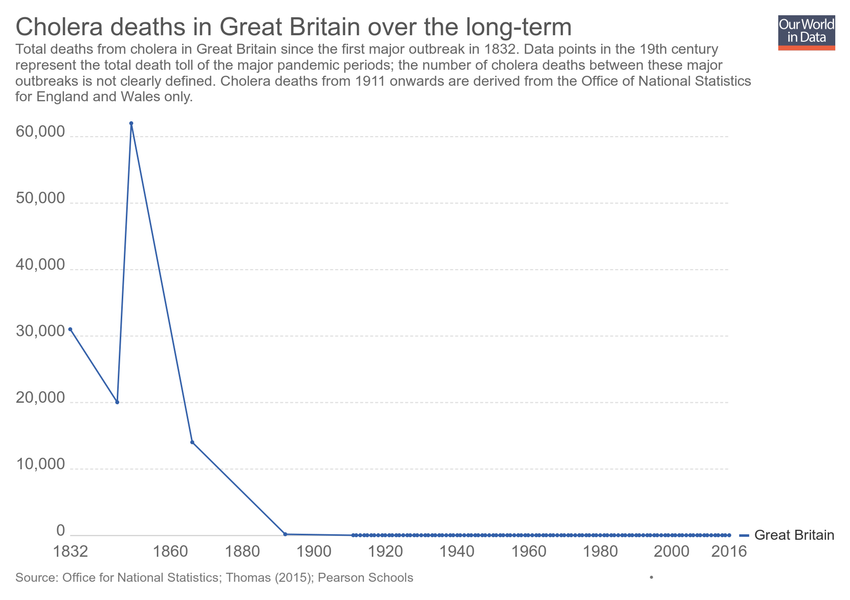 Cholera deaths in Great Britain over the long-term
Our World
in Data
Total deaths from cholera in Great Britain since the first major outbreak in 1832. Data points in the 19th century
represent the total death toll of the major pandemic periods; the number of cholera deaths between these major
outbreaks is not clearly defined. Cholera deaths from 1911 onwards are derived from the Office of National Statistics
for England and Wales only.
60,000
50,000
40,000
30,000
20,000
10,000
0
Great Britain
1832 1860 1880 1900 1920 1940 1960 1980 2000 2016
Source: Office for National Statistics; Thomas (2015); Pearson Schools